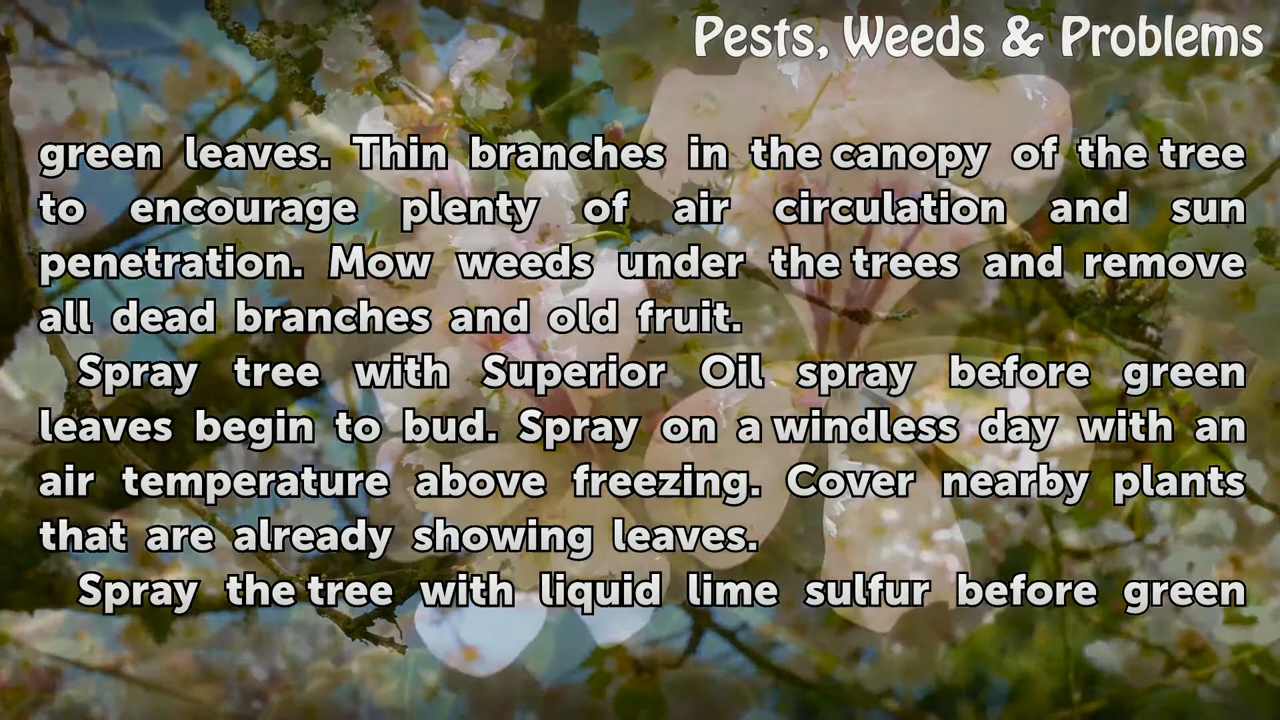 Pests, Weeds & Problems
green leaves. Thin branches in the canopy of the tree
to encourage plenty of air circulation and sun
penetration. Mow weeds under the trees and remove
all dead branches and old fruit.
Spray tree with Superior Oil spray before green
leaves begin to bud. Spray on a windless day with an
air temperature above freezing. Cover nearby plants
that are already showing leaves.
Spray the tree with liquid lime sulfur before green